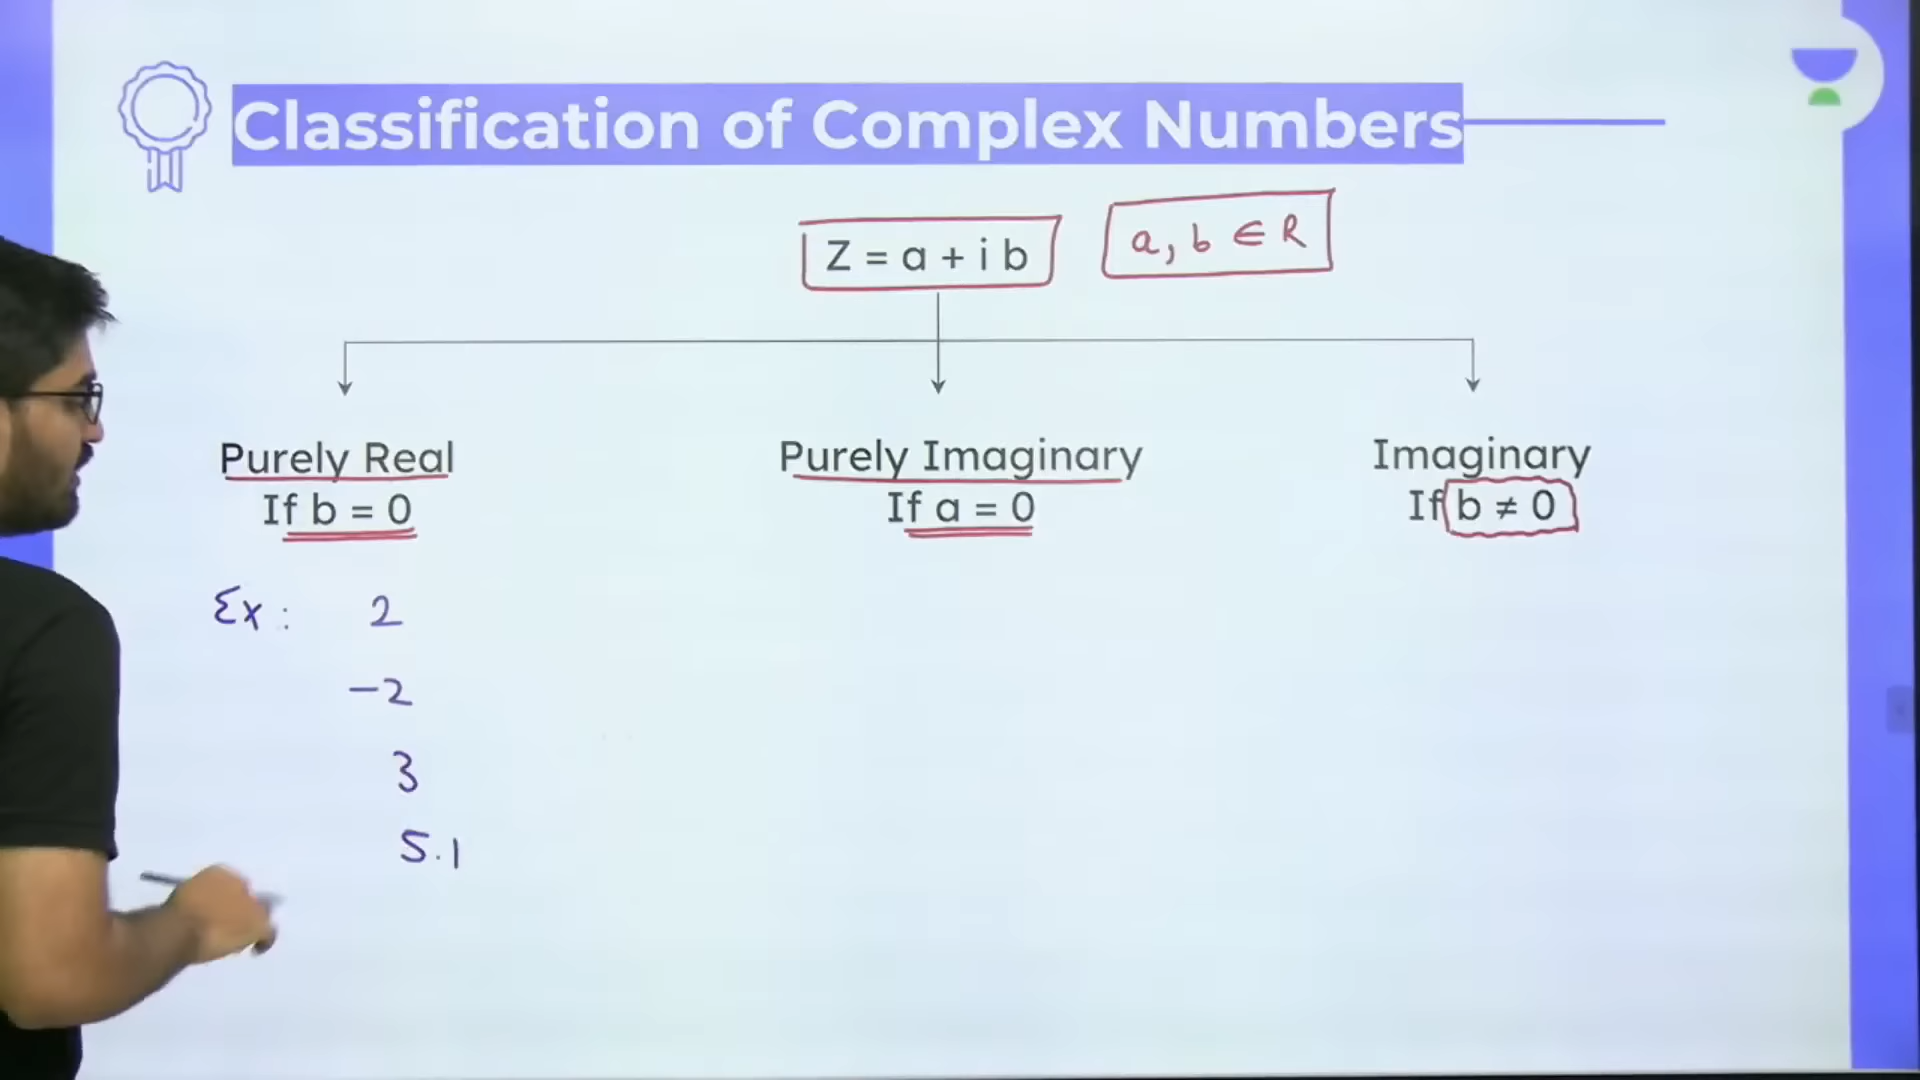 Classification of Complex Numbers
Z = a + i b
a, b ∈ R
Purely Real
If b = 0
Purely Imaginary
If a = 0
Imaginary
If b ≠ 0
Ex : 2
-2
3
5.1